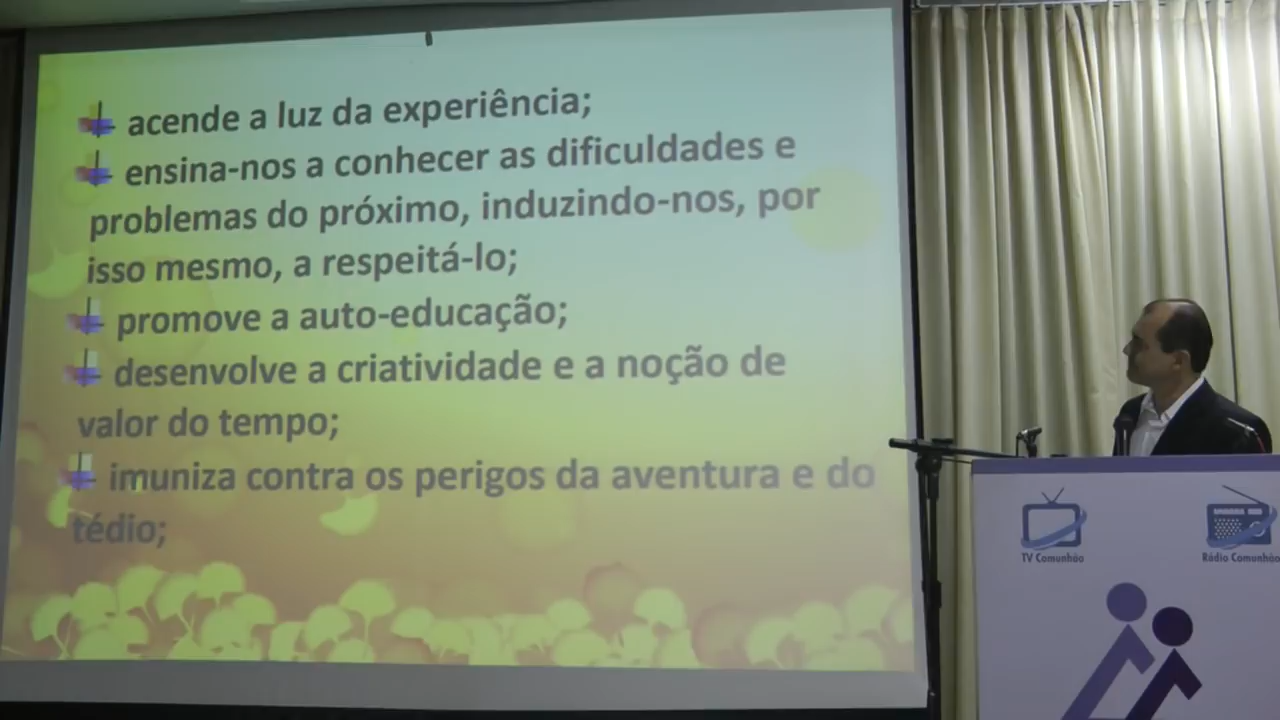 acende a luz da experiência;
ensina-nos a conhecer as dificuldades e
problemas do próximo, induzindo-nos, por
isso mesmo, a respeitá-lo;
promove a auto-educação;
desenvolve a criatividade e a noção de
valor do tempo;
imuniza contra os perigos da aventura e do
tédio;
TV Comunhão
Rádio Comunhão